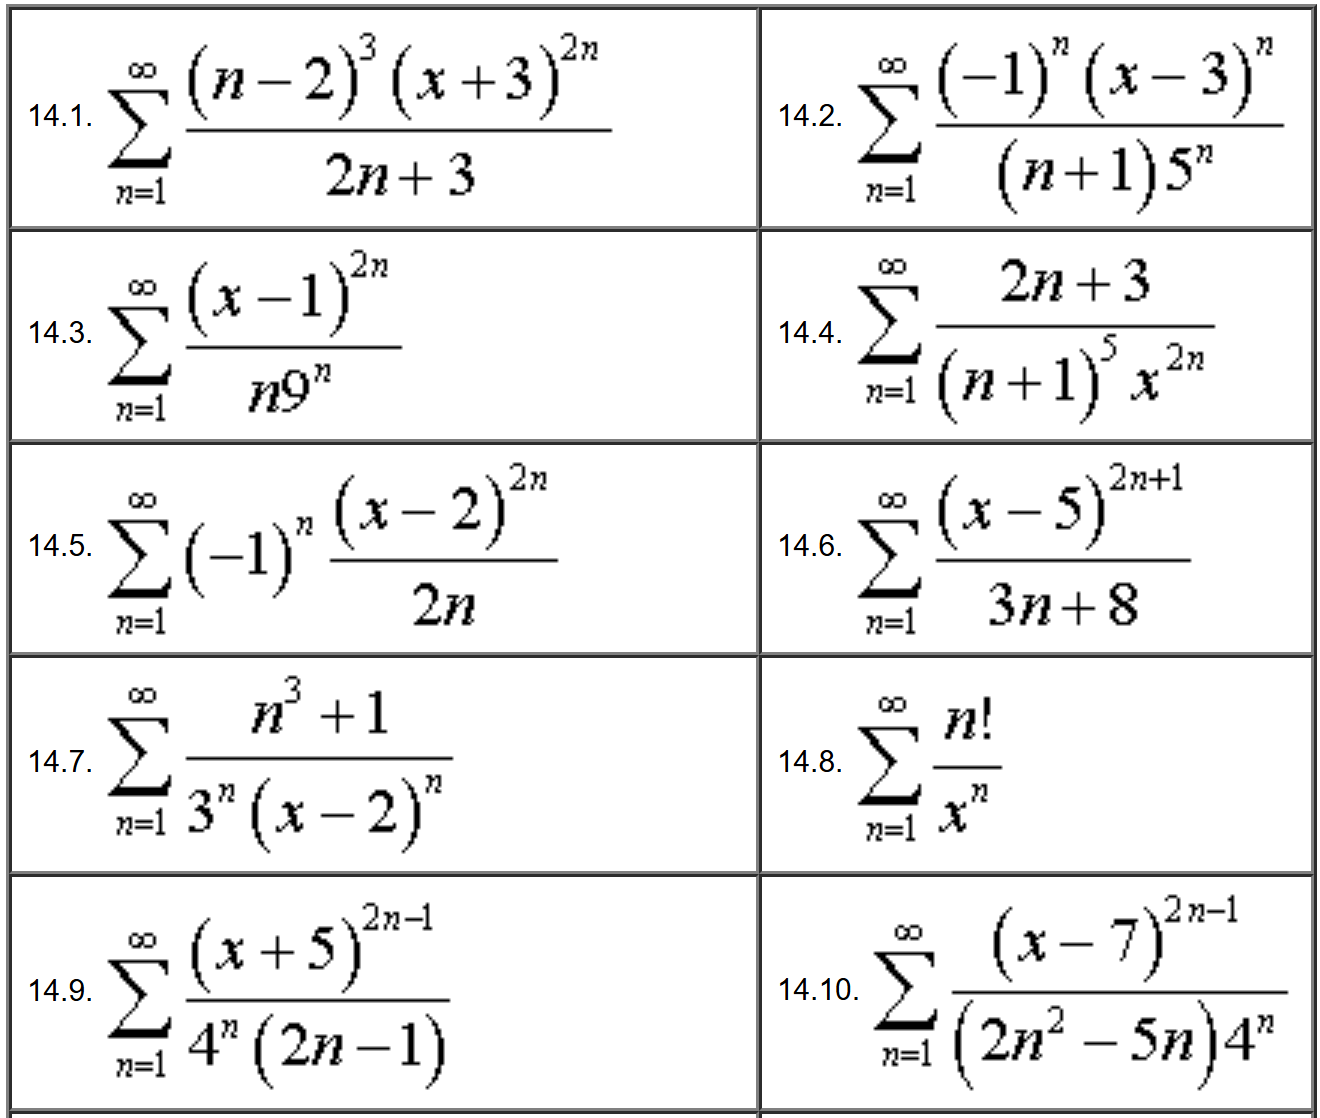 14.1. $\sum_{n=1}^{\infty} \frac{(n-2)^3 (x+3)^{2n}}{2n+3}$
14.2. $\sum_{n=1}^{\infty} \frac{(-1)^n (x-3)^n}{(n+1) 5^n}$
14.3. $\sum_{n=1}^{\infty} \frac{(x-1)^{2n}}{n9^n}$
14.4. $\sum_{n=1}^{\infty} \frac{2n+3}{(n+1)^5 x^{2n}}$
14.5. $\sum_{n=1}^{\infty} (-1)^n \frac{(x-2)^{2n}}{2n}$
14.6. $\sum_{n=1}^{\infty} \frac{(x-5)^{2n+1}}{3n+8}$
14.7. $\sum_{n=1}^{\infty} \frac{n^3+1}{3^n (x-2)^n}$
14.8. $\sum_{n=1}^{\infty} \frac{n!}{x^n}$
14.9. $\sum_{n=1}^{\infty} \frac{(x+5)^{2n-1}}{4^n (2n-1)}$
14.10. $\sum_{n=1}^{\infty} \frac{(x-7)^{2n-1}}{(2n^2-5n) 4^n}$